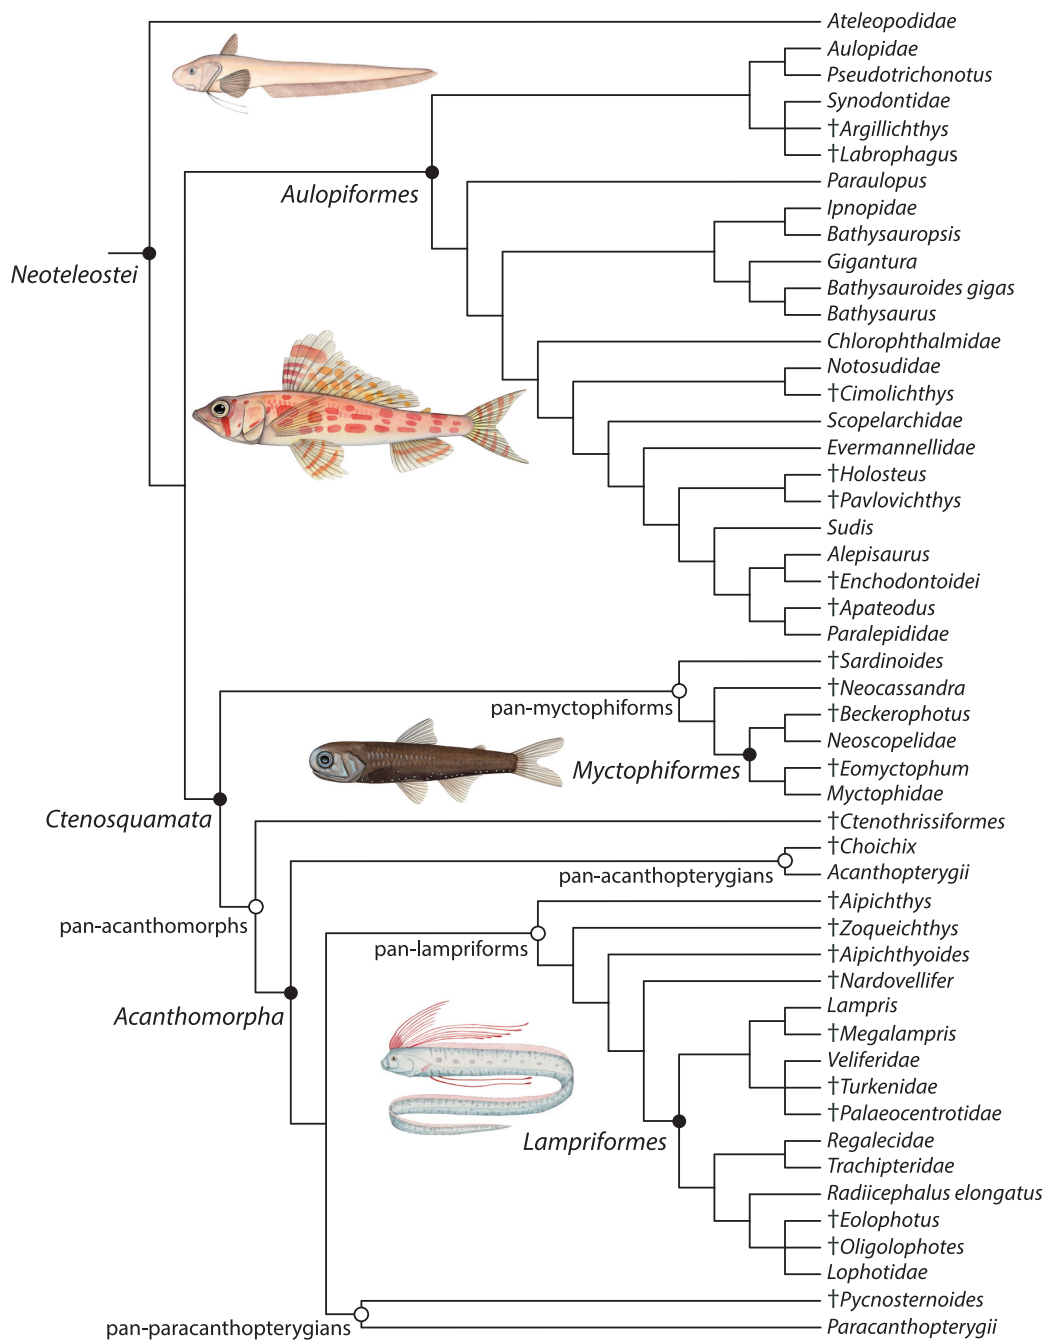 Ateleopodidae
Aulopidae
Pseudotrichonotus
Synodontidae
†Argillichthys
†Labrophagus
Paraulopus
Aulopiformes
Ipnopidae
Bathysauropsis
Neoteleostei
Gigantura
Bathysauroides gigas
Bathysaurus
Chlorophthalmidae
Notosudidae
†Cimolichthys
Scopelarchidae
Evermannellidae
†Holosteus
†Pavlovichthys
Sudis
Alepisaurus
†Enchodontoidei
†Apateodus
Paralepididae
†Sardinoides
†Neocassandra
pan-myctophiforms
†Beckerophotus
Neoscopelidae
Myctophiformes
†Eomyctophum
Myctophidae
Ctenosquamata
†Ctenothrissiformes
†Choichix
pan-acanthopterygians
Acanthopterygii
†Aipichthys
pan-acanthomorphs
†Zoqueichthys
pan-lampriforms
†Aipichthyoides
†Nardovellifer
Lampris
Acanthomorpha
†Megalampris
Veliferidae
†Turkenidae
†Palaeocentrotidae
Lampriformes
Regalecidae
Trachipteridae
Radiicephalus elongatus
†Eolophotus
†Oligolophotes
Lophotidae
†Pycnosternoides
pan-paracanthopterygians
Paracanthopterygii